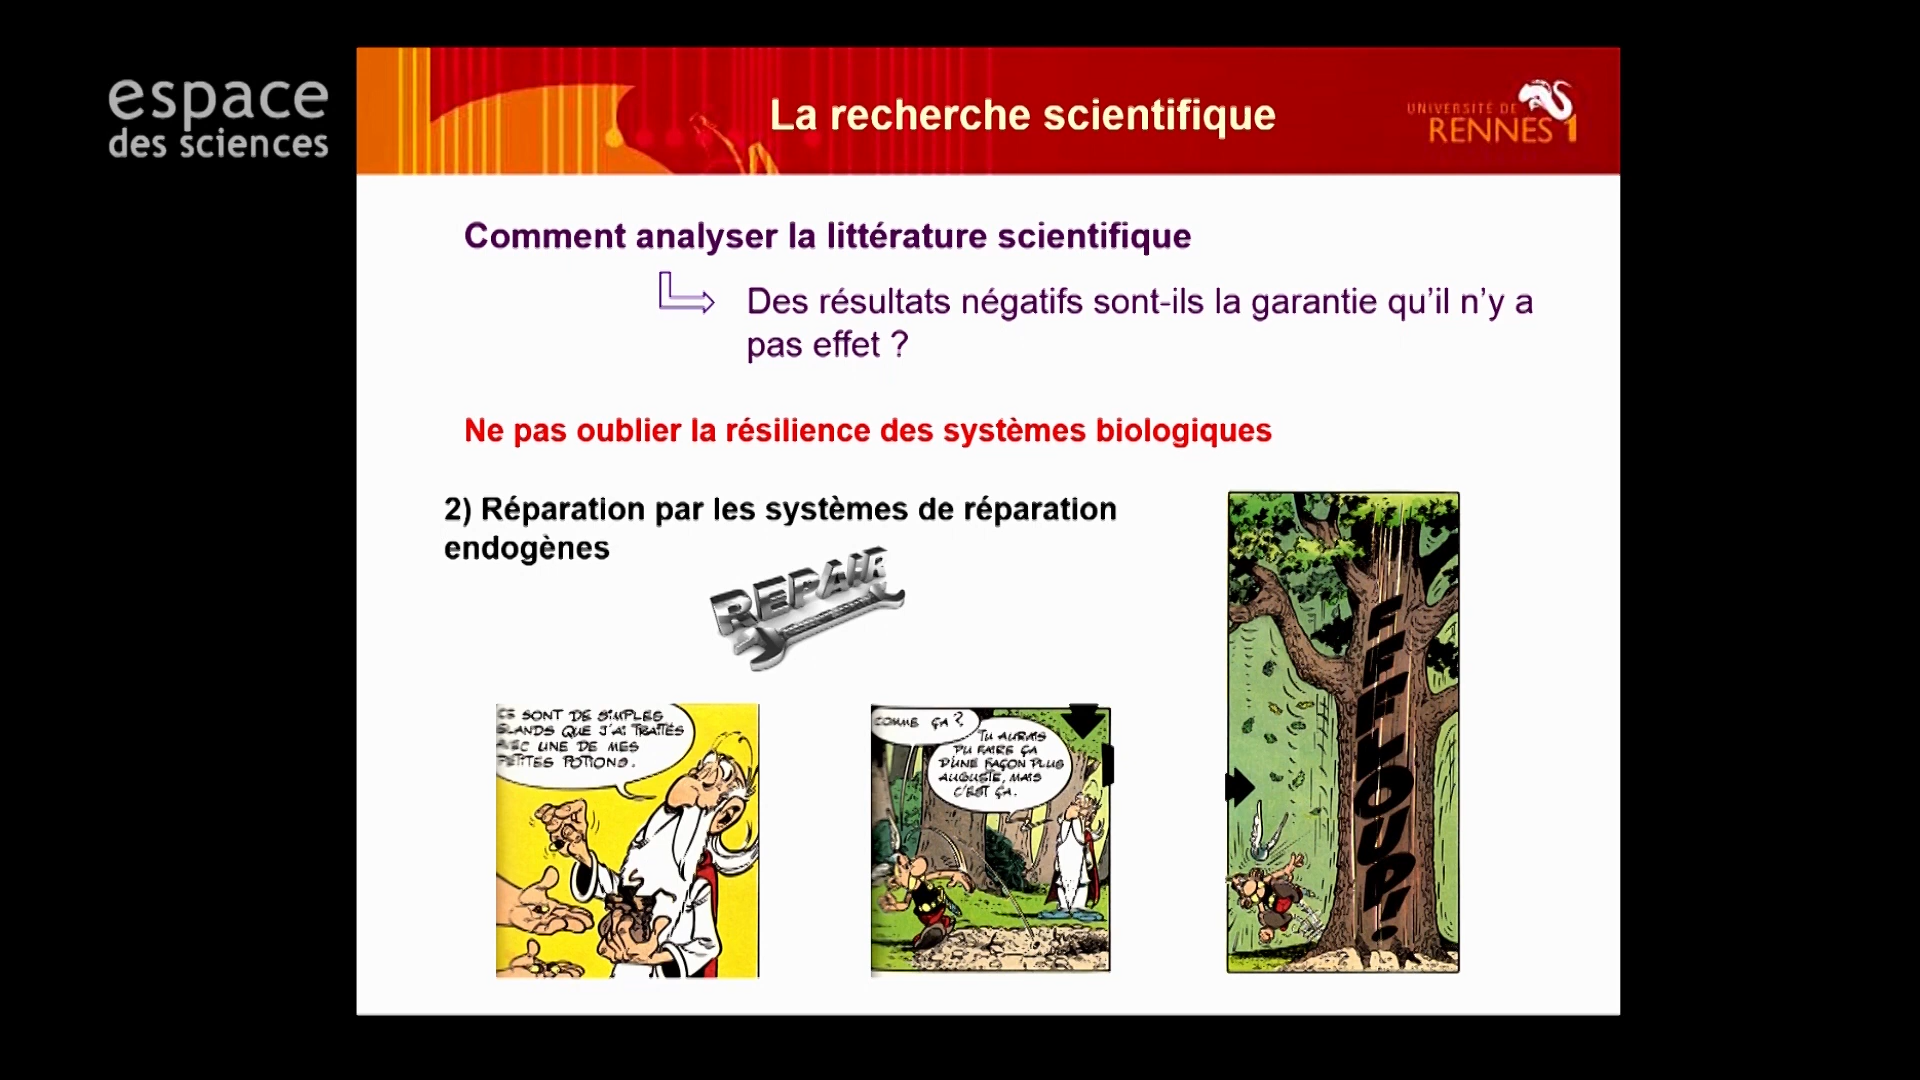 espace
des sciences
La recherche scientifique
UNIVERSITÉ DE
RENNES 1
Comment analyser la littérature scientifique
Des résultats négatifs sont-ils la garantie qu'il n'y a
pas effet ?
Ne pas oublier la résilience des systèmes biologiques
2) Réparation par les systèmes de réparation
endogènes
REPAIR
CE SONT DE SIMPLES
GLANDS QUE J'AI TRAITÉS
AVEC UNE DE MES
PETITES POTIONS.
COMME ÇA ?
TU AURAIS
PU FAIRE ÇA
D'UNE FAÇON PLUS
AUGUSTE, MAIS
C'EST ÇA.
FFFLOUP!